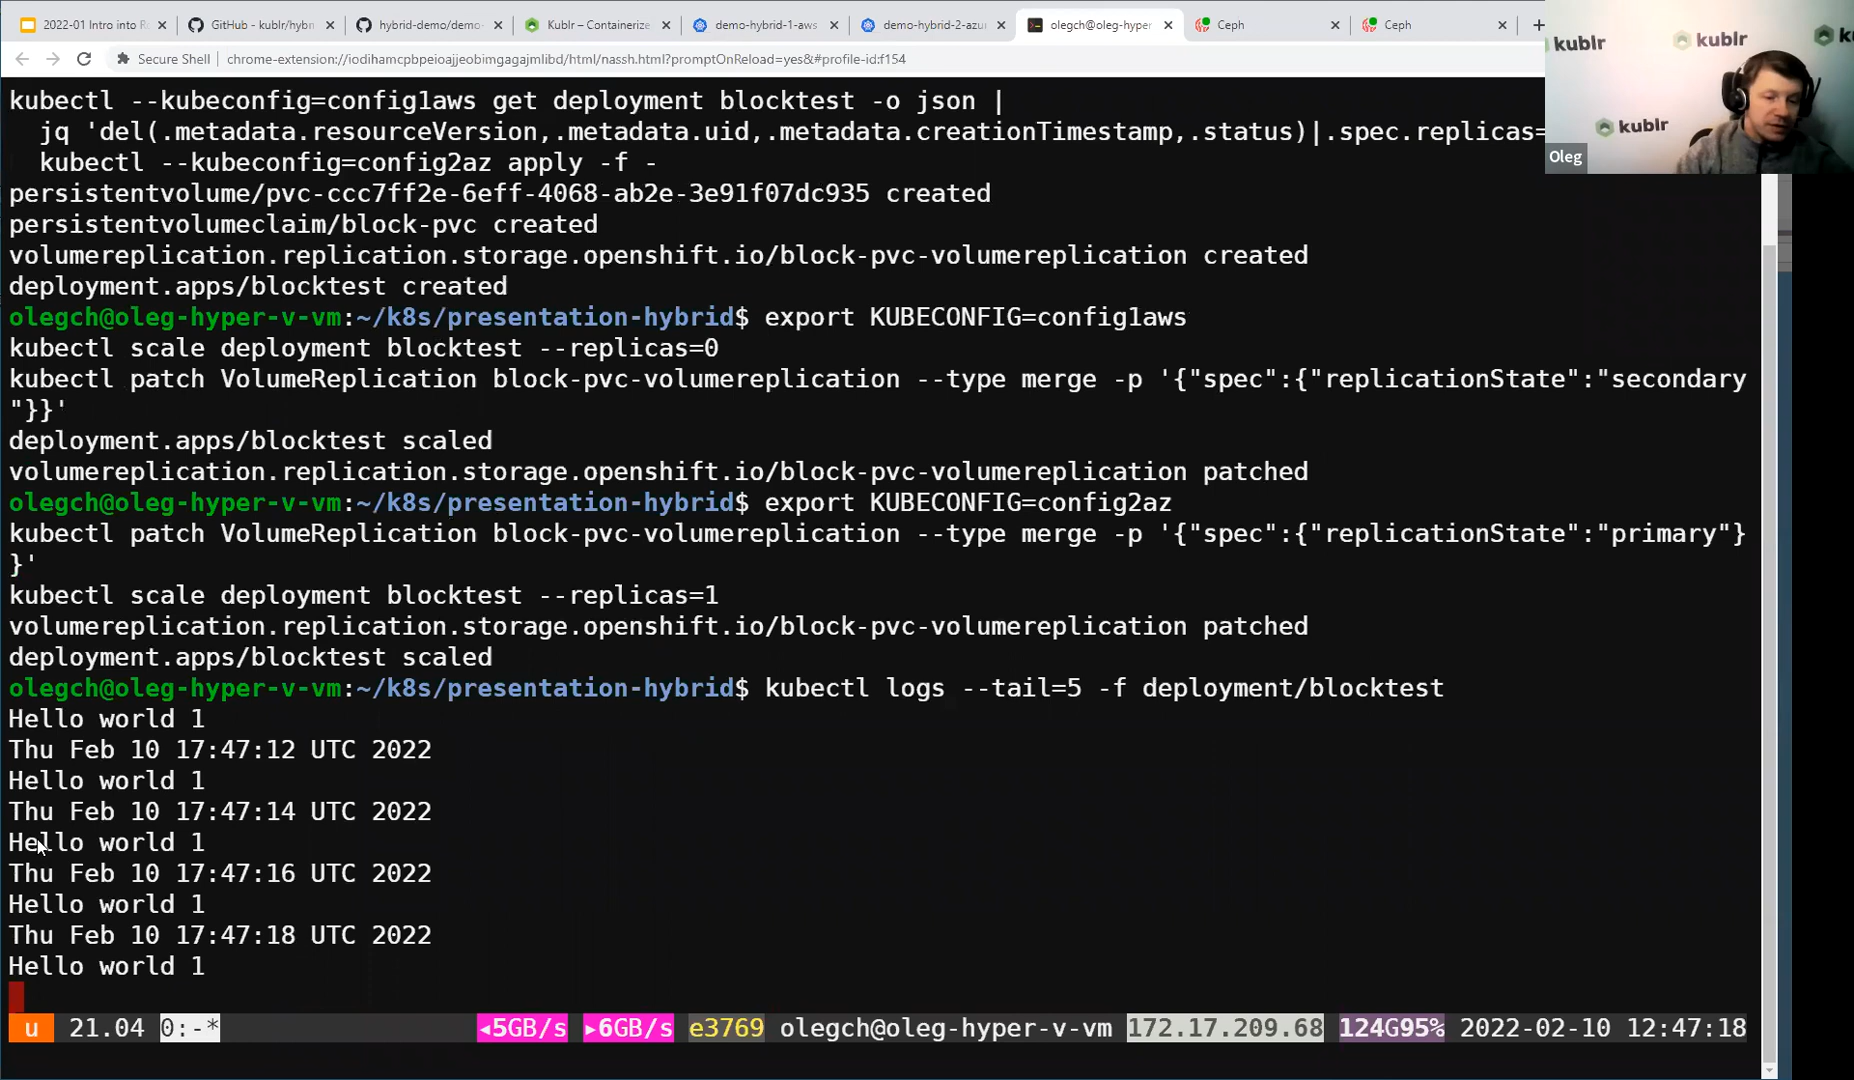 2022-01 Intro into R
GitHub - kublr/hybr
hybrid-demo/demo-
Kublr – Containerize
demo-hybrid-1-aws
demo-hybrid-2-azur
olegch@oleg-hyper
Ceph
Ceph
Secure Shell
chrome-extension://iodihamcpbpeioajjeobimgagajmlibd/html/nassh.html?promptOnReload=yes&#profile-id:f154
kublr
kublr
kublr
Oleg
kubectl --kubeconfig=config1aws get deployment blocktest -o json |
jq 'del(.metadata.resourceVersion,.metadata.uid,.metadata.creationTimestamp,.status)|.spec.replicas=
kubectl --kubeconfig=config2az apply -f -
persistentvolume/pvc-ccc7ff2e-6eff-4068-ab2e-3e91f07dc935 created
persistentvolumeclaim/block-pvc created
volumereplication.replication.storage.openshift.io/block-pvc-volumereplication created
deployment.apps/blocktest created
olegch@oleg-hyper-v-vm:~/k8s/presentation-hybrid$ export KUBECONFIG=config1aws
kubectl scale deployment blocktest --replicas=0
kubectl patch VolumeReplication block-pvc-volumereplication --type merge -p '{"spec":{"replicationState":"secondary
"}}'
deployment.apps/blocktest scaled
volumereplication.replication.storage.openshift.io/block-pvc-volumereplication patched
olegch@oleg-hyper-v-vm:~/k8s/presentation-hybrid$ export KUBECONFIG=config2az
kubectl patch VolumeReplication block-pvc-volumereplication --type merge -p '{"spec":{"replicationState":"primary"}
}'
kubectl scale deployment blocktest --replicas=1
volumereplication.replication.storage.openshift.io/block-pvc-volumereplication patched
deployment.apps/blocktest scaled
olegch@oleg-hyper-v-vm:~/k8s/presentation-hybrid$ kubectl logs --tail=5 -f deployment/blocktest
Hello world 1
Thu Feb 10 17:47:12 UTC 2022
Hello world 1
Thu Feb 10 17:47:14 UTC 2022
Hello world 1
Thu Feb 10 17:47:16 UTC 2022
Hello world 1
Thu Feb 10 17:47:18 UTC 2022
Hello world 1
u 21.04 0:-* ◂5GB/s ▸6GB/s e3769 olegch@oleg-hyper-v-vm 172.17.209.68 124G95% 2022-02-10 12:47:18